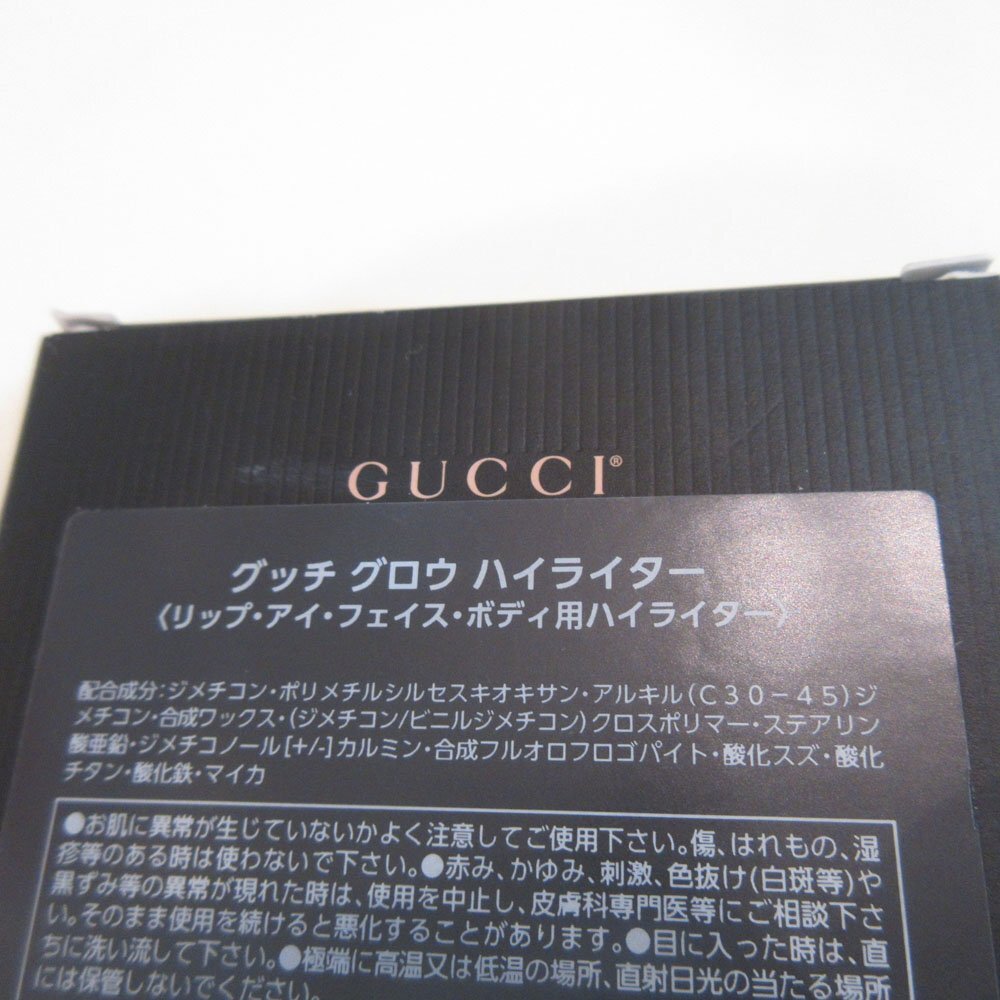 GUCCI®
グッチ グロウ ハイライター
〈リップ・アイ・フェイス・ボディ用ハイライター〉
配合成分:ジメチコン・ポリメチルシルセスキオキサン・アルキル(C30-45)ジ
メチコン・合成ワックス・(ジメチコン/ビニルジメチコン)クロスポリマー・ステアリン
酸亜鉛・ジメチコノール[+/-]カルミン・合成フルオロフロゴパイト・酸化スズ・酸化
チタン・酸化鉄・マイカ
●お肌に異常が生じていないかよく注意してご使用下さい。傷、はれもの、湿
疹等のある時は使わないで下さい。●赤み、かゆみ、刺激、色抜け(白斑等)や
黒ずみ等の異常が現れた時は、使用を中止し、皮膚科専門医等にご相談下さ
い。そのまま使用を続けると悪化することがあります。●目に入った時は、直
ちに洗い流して下さい。●極端に高温又は低温の場所、直射日光の当たる場所
には保管しないでください。